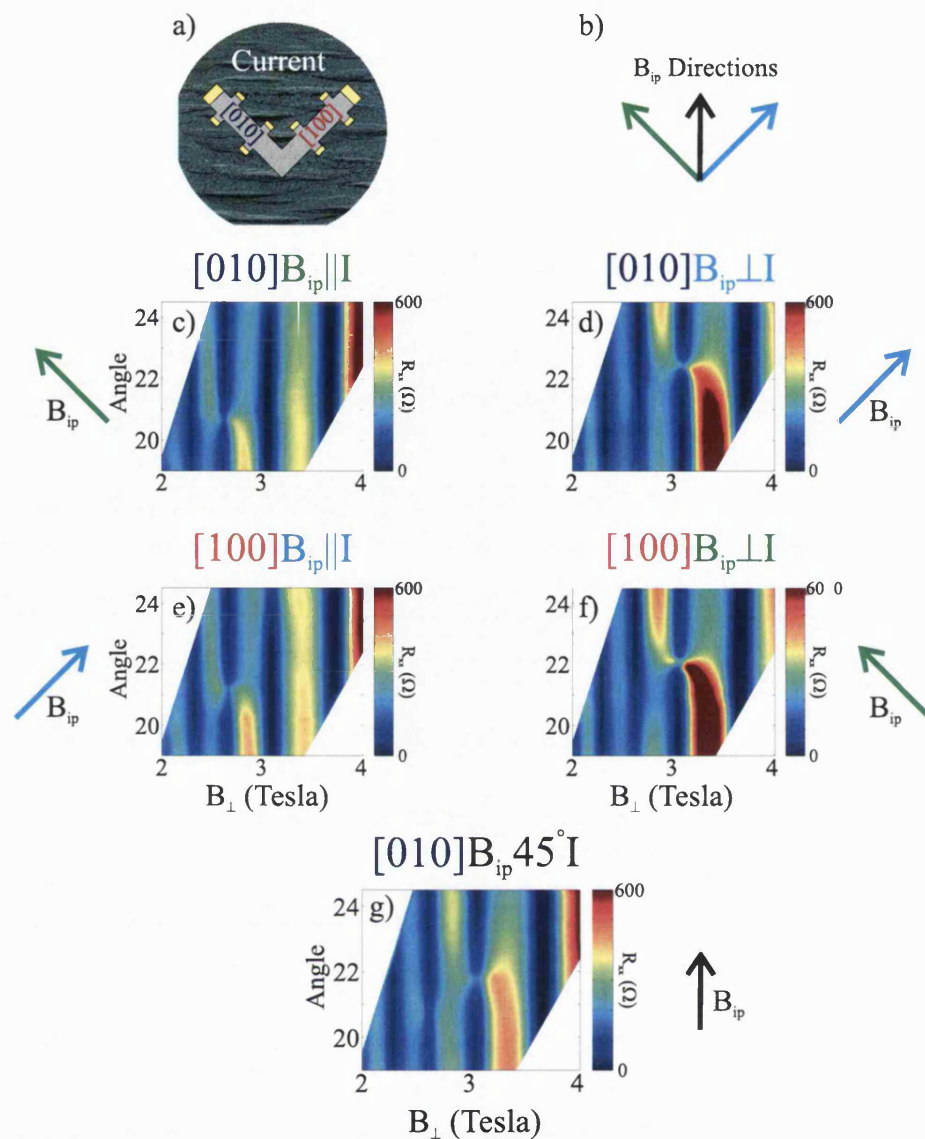 a)
Current
[010]
[100]
b)
B_ip Directions
[010]B_ip||I
c)
24
22
20
Angle
2
3
4
600
0
R_xx (Ω)
B_ip
[010]B_ip⊥I
d)
24
22
20
2
3
4
600
0
R_xx (Ω)
B_ip
[100]B_ip||I
e)
24
22
20
Angle
2
3
4
B_⊥ (Tesla)
600
0
R_xx (Ω)
B_ip
[100]B_ip⊥I
f)
24
22
20
2
3
4
B_⊥ (Tesla)
60 0
0
R_xx (Ω)
B_ip
[010]B_ip45°I
g)
24
22
20
Angle
2
3
4
B_⊥ (Tesla)
600
0
R_xx (Ω)
B_ip